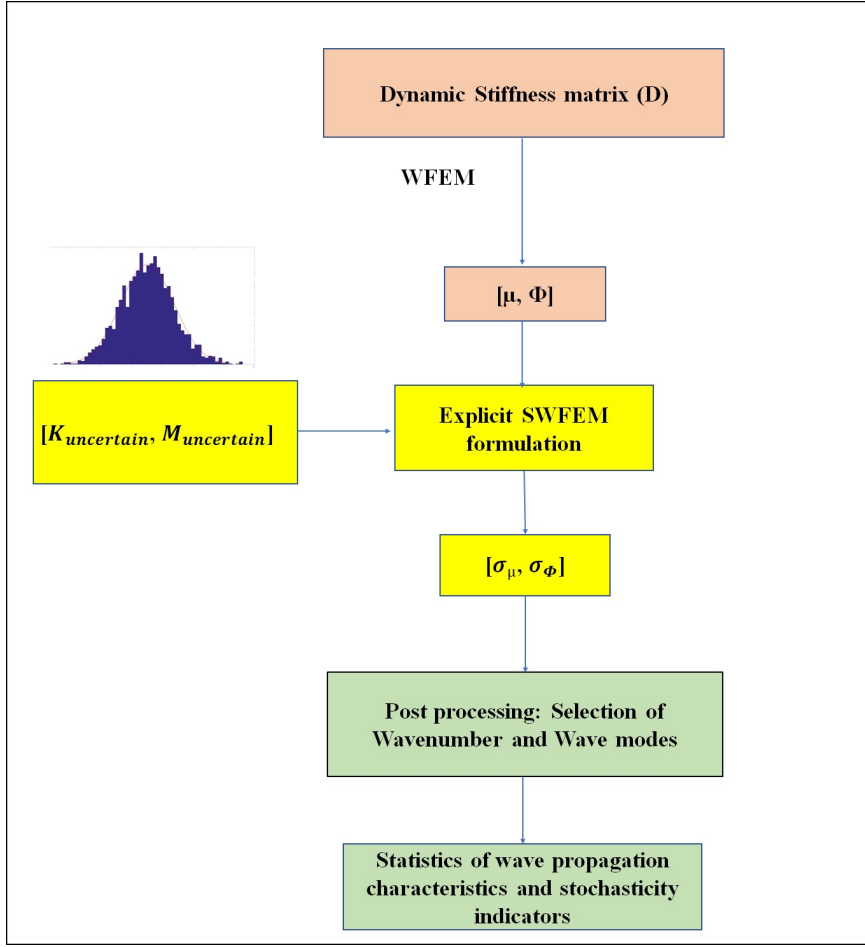 Dynamic Stiffness matrix (D)
WFEM
[μ, Φ]
[K_uncertain, M_uncertain]
Explicit SWFEM
formulation
[σ_μ, σ_Φ]
Post processing: Selection of
Wavenumber and Wave modes
Statistics of wave propagation
characteristics and stochasticity
indicators